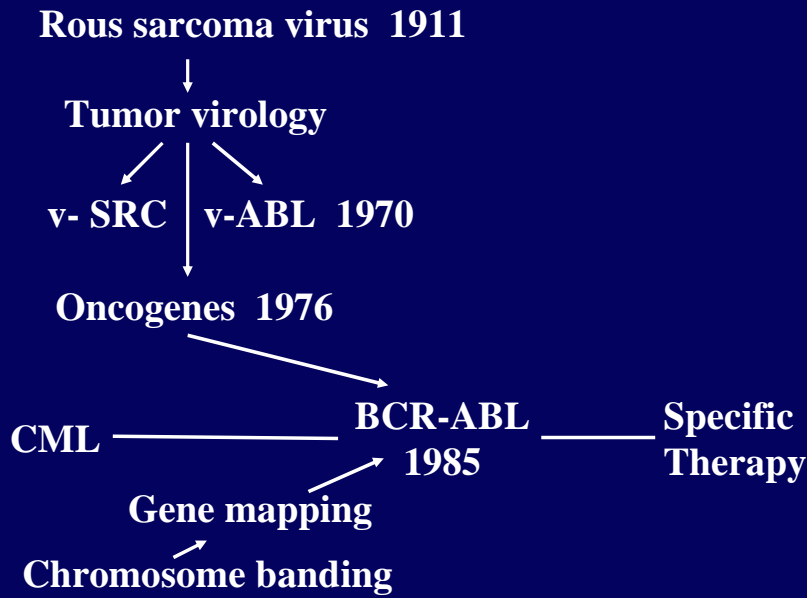 Rous sarcoma virus 1911
Tumor virology
v- SRC
v-ABL 1970
Oncogenes 1976
CML
BCR-ABL
1985
Specific
Therapy
Gene mapping
Chromosome banding